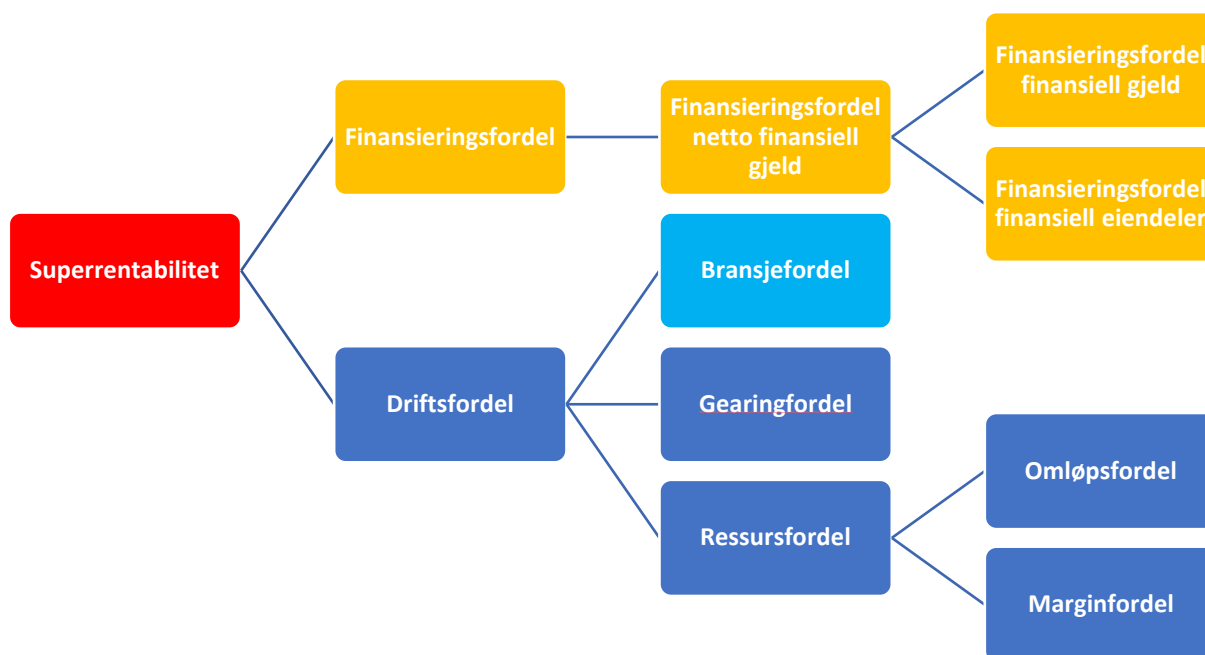 Finansieringsfordel
finansiell gjeld
Finansieringsfordel
Finansieringsfordel
netto finansiell
gjeld
Finansieringsfordel
finansiell eiendeler
Superrentabilitet
Bransjefordel
Driftsfordel
Gearingfordel
Omløpsfordel
Ressursfordel
Marginfordel